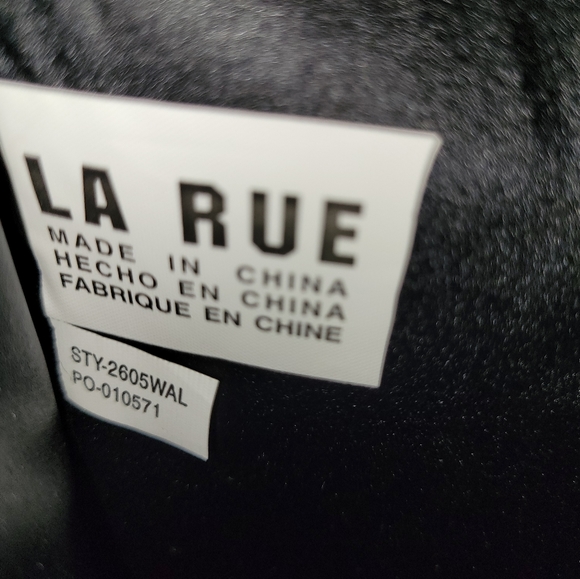 LA RUE
MADE IN CHINA
HECHO EN CHINA
FABRIQUE EN CHINE
STY-2605WAL
PO-010571